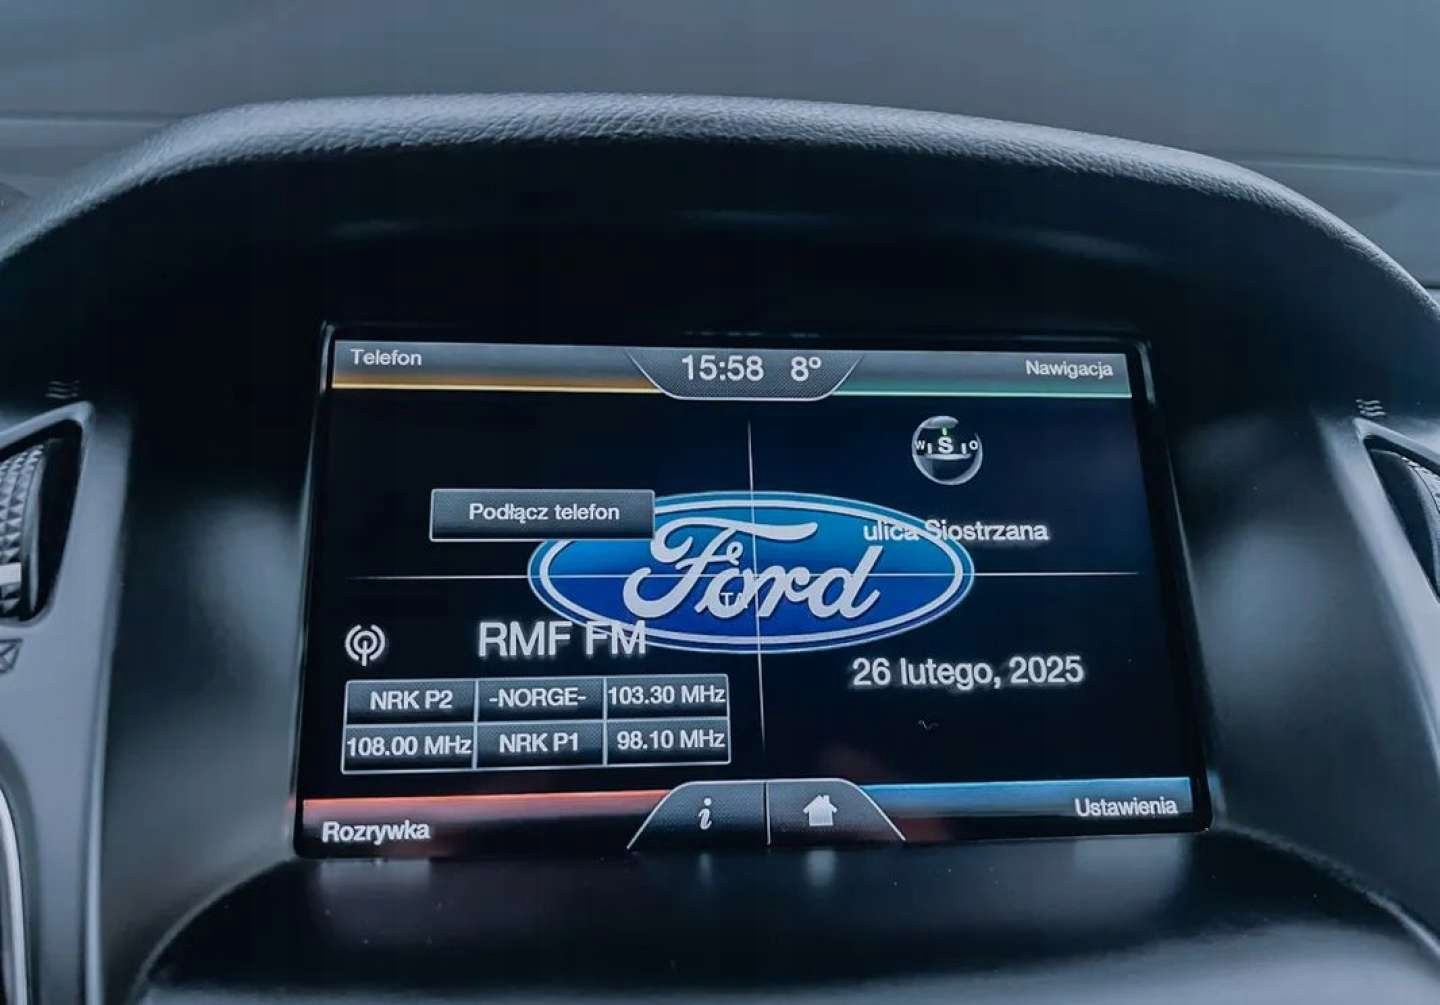 Telefon
15:58 8°
Nawigacja
W S O
Podłącz telefon
ulica Siostrzana
Ford
TA
RMF FM
26 lutego, 2025
NRK P2 -NORGE- 103.30 MHz
108.00 MHz NRK P1 98.10 MHz
Rozrywka
i
Ustawienia